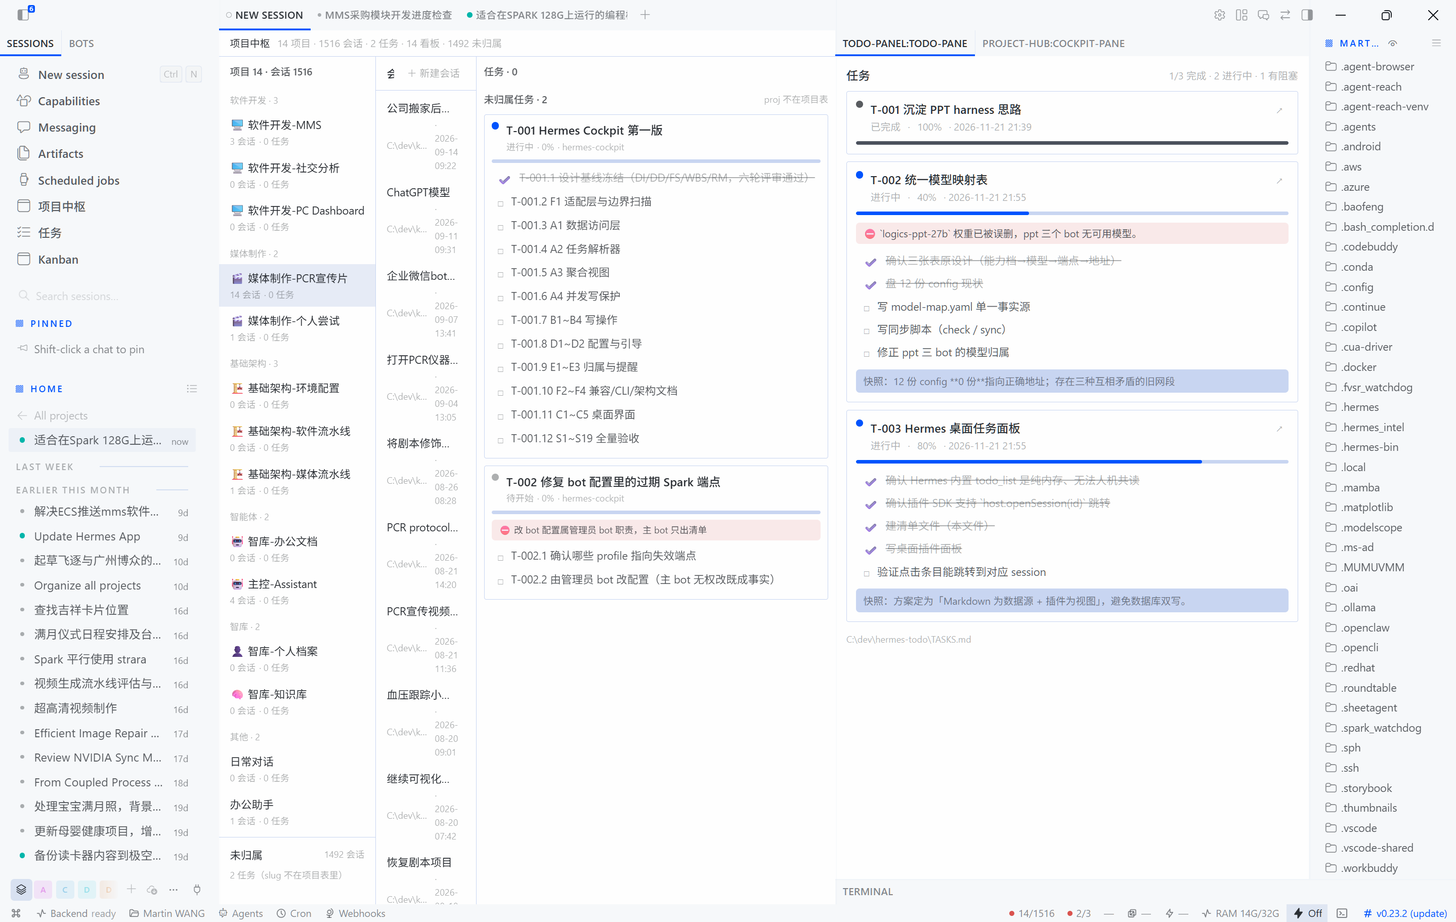 6
NEW SESSION
MMS采购模块开发进度检查
适合在SPARK 128G上运行的编程
SESSIONS
BOTS
New session
Ctrl
N
Capabilities
Messaging
Artifacts
Scheduled jobs
项目中枢
任务
Kanban
Search sessions...
PINNED
Shift-click a chat to pin
HOME
All projects
适合在Spark 128G上运...
now
LAST WEEK
EARLIER THIS MONTH
解决ECS推送mms软件... 9d
Update Hermes App 9d
起草飞逐与广州博众的... 10d
Organize all projects 10d
查找吉祥卡片位置 16d
满月仪式日程安排及台... 16d
Spark 平行使用 strara 16d
视频生成流水线评估与... 16d
超高清视频制作 16d
Efficient Image Repair ... 17d
Review NVIDIA Sync M... 17d
From Coupled Process ... 18d
处理宝宝满月照，背景... 19d
更新母婴健康项目，增... 19d
备份读卡器内容到极空... 19d
A C D D
项目中枢 14 项目 · 1516 会话 · 2 任务 · 14 看板 · 1492 未归属
项目 14 · 会话 1516
软件开发 · 3
软件开发-MMS
3 会话 · 0 任务
软件开发-社交分析
0 会话 · 0 任务
软件开发-PC Dashboard
0 会话 · 0 任务
媒体制作 · 2
媒体制作-PCR宣传片
14 会话 · 0 任务
媒体制作-个人尝试
1 会话 · 0 任务
基础架构 · 3
基础架构-环境配置
0 会话 · 0 任务
基础架构-软件流水线
0 会话 · 0 任务
基础架构-媒体流水线
1 会话 · 0 任务
智能体 · 2
智库-办公文档
0 会话 · 0 任务
主控-Assistant
4 会话 · 0 任务
智库 · 2
智库-个人档案
0 会话 · 0 任务
智库-知识库
0 会话 · 0 任务
其他 · 2
日常对话
0 会话 · 0 任务
办公助手
1 会话 · 0 任务
未归属 1492 会话
2 任务（slug 不在项目表里）
新建会话
公司搬家后...
C:\dev\k... · 2026-09-14 09:22
ChatGPT模型
C:\dev\k... · 2026-09-11 09:31
企业微信bot...
C:\dev\k... · 2026-09-07 13:41
打开PCR仪器...
C:\dev\k... · 2026-09-04 13:05
将剧本修饰...
C:\dev\k... · 2026-08-26 08:28
PCR protocol...
C:\dev\k... · 2026-08-21 14:20
PCR宣传视频...
C:\dev\k... · 2026-08-21 11:36
血压跟踪小...
C:\dev\k... · 2026-08-20 09:01
继续可视化...
C:\dev\k... · 2026-08-20 07:42
恢复剧本项目
任务 · 0
未归属任务 · 2
proj 不在项目表
T-001 Hermes Cockpit 第一版
进行中 · 0% · hermes-cockpit
T-001.1 设计基线冻结（DI/DD/FS/WBS/RM，六轮评审通过）
T-001.2 F1 适配层与边界扫描
T-001.3 A1 数据访问层
T-001.4 A2 任务解析器
T-001.5 A3 聚合视图
T-001.6 A4 并发写保护
T-001.7 B1~B4 写操作
T-001.8 D1~D2 配置与引导
T-001.9 E1~E3 归属与提醒
T-001.10 F2~F4 兼容/CLI/架构文档
T-001.11 C1~C5 桌面界面
T-001.12 S1~S19 全量验收
T-002 修复 bot 配置里的过期 Spark 端点
待开始 · 0% · hermes-cockpit
改 bot 配置属管理员 bot 职责，主 bot 只出清单
T-002.1 确认哪些 profile 指向失效端点
T-002.2 由管理员 bot 改配置（主 bot 无权改既成事实）
TODO-PANEL:TODO-PANE
PROJECT-HUB:COCKPIT-PANE
任务
1/3 完成 · 2 进行中 · 1 有阻塞
T-001 沉淀 PPT harness 思路
已完成 · 100% · 2026-11-21 21:39
T-002 统一模型映射表
进行中 · 40% · 2026-11-21 21:55
`logics-ppt-27b` 权重已被误删，ppt 三个 bot 无可用模型。
确认三张表原设计（能力档→模型→端点→地址）
盘 12 份 config 现状
写 model-map.yaml 单一事实源
写同步脚本（check / sync）
修正 ppt 三 bot 的模型归属
快照：12 份 config **0 份**指向正确地址；存在三种互相矛盾的旧网段
T-003 Hermes 桌面任务面板
进行中 · 80% · 2026-11-21 21:55
确认 Hermes 内置 todo_list 是纯内存、无法人机共读
确认插件 SDK 支持 `host.openSession(id)` 跳转
建清单文件（本文件）
写桌面插件面板
验证点击条目能跳转到对应 session
快照：方案定为「Markdown 为数据源 + 插件为视图」，避免数据库双写。
C:\dev\hermes-todo\TASKS.md
TERMINAL
MART...
.agent-browser
.agent-reach
.agent-reach-venv
.agents
.android
.aws
.azure
.baofeng
.bash_completion.d
.codebuddy
.conda
.config
.continue
.copilot
.cua-driver
.docker
.fvsr_watchdog
.hermes
.hermes_intel
.hermes-bin
.local
.mamba
.matplotlib
.modelscope
.ms-ad
.MUMUVMM
.oai
.ollama
.openclaw
.opencli
.redhat
.roundtable
.sheetagent
.spark_watchdog
.sph
.ssh
.storybook
.thumbnails
.vscode
.vscode-shared
.workbuddy
Backend ready
Martin WANG
Agents
Cron
Webhooks
14/1516
2/3
RAM 14G/32G
Off
v0.23.2 (update)